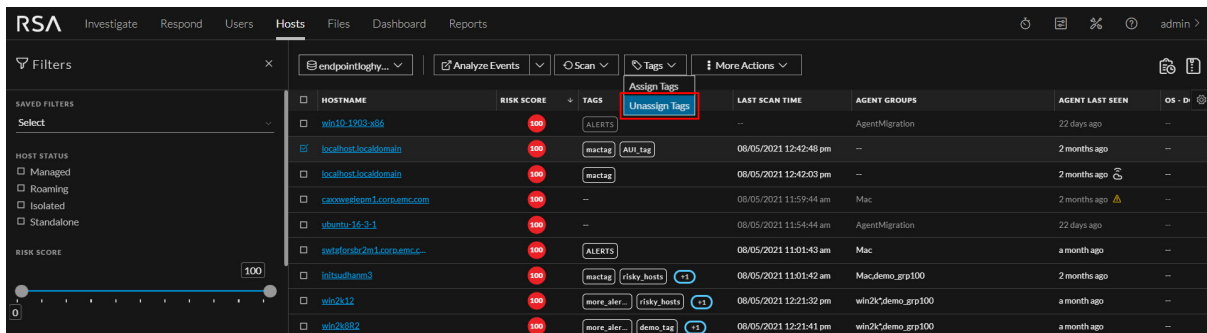 RSA Investigate Respond Users Hosts Files Dashboard Reports admin >
Filters ×
endpointloghy... Analyze Events Scan Tags More Actions
Assign Tags
Unassign Tags
SAVED FILTERS
Select
HOST STATUS
Managed
Roaming
Isolated
Standalone
RISK SCORE
100
0
HOSTNAME RISK SCORE TAGS LAST SCAN TIME AGENT GROUPS AGENT LAST SEEN OS - D
win10-1903-x86 100 ALERTS -- AgentMigration 22 days ago --
localhost.localdomain 100 mactag AUI_tag 08/05/2021 12:42:48 pm -- 2 months ago --
localhost.localdomain 100 mactag 08/05/2021 12:42:03 pm -- 2 months ago --
caxxwegiepm1.corp.emc.com 100 -- 08/05/2021 11:59:44 am Mac 2 months ago --
ubuntu-16-3-1 100 -- 08/05/2021 11:54:44 am AgentMigration 22 days ago --
swtgforsbr2m1.corp.emc.c... 100 ALERTS 08/05/2021 11:01:43 am Mac a month ago --
initsudhanm3 100 mactag risky_hosts +1 08/05/2021 11:01:42 am Mac,demo_grp100 2 months ago --
win2k12 100 more_aler... risky_hosts +1 08/05/2021 12:21:32 pm win2k*,demo_grp100 a month ago --
win2k8R2 100 more_aler... demo_tag +1 08/05/2021 12:21:41 pm win2k*,demo_grp100 a month ago --